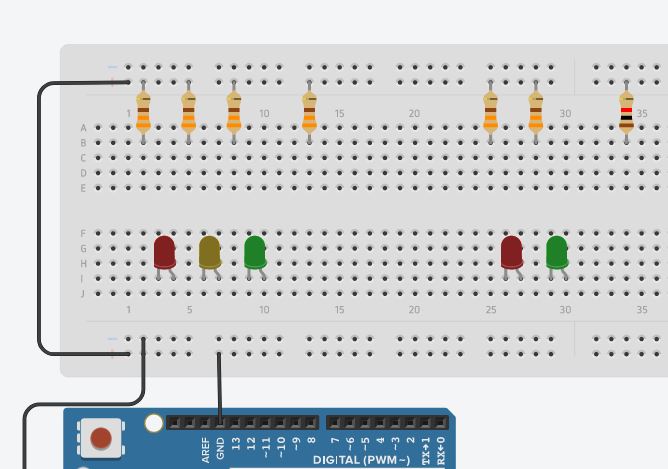 − −
+ +
1 5 10 15 20 25 30 35
A
B
C
D
E
F
G
H
I
J
1 5 10 15 20 25 30 35
− −
+ +
AREF
GND
13
12
~11
~10
~9
8
7
~6
~5
4
~3
2
TX→1
RX←0
DIGITAL (PWM~)